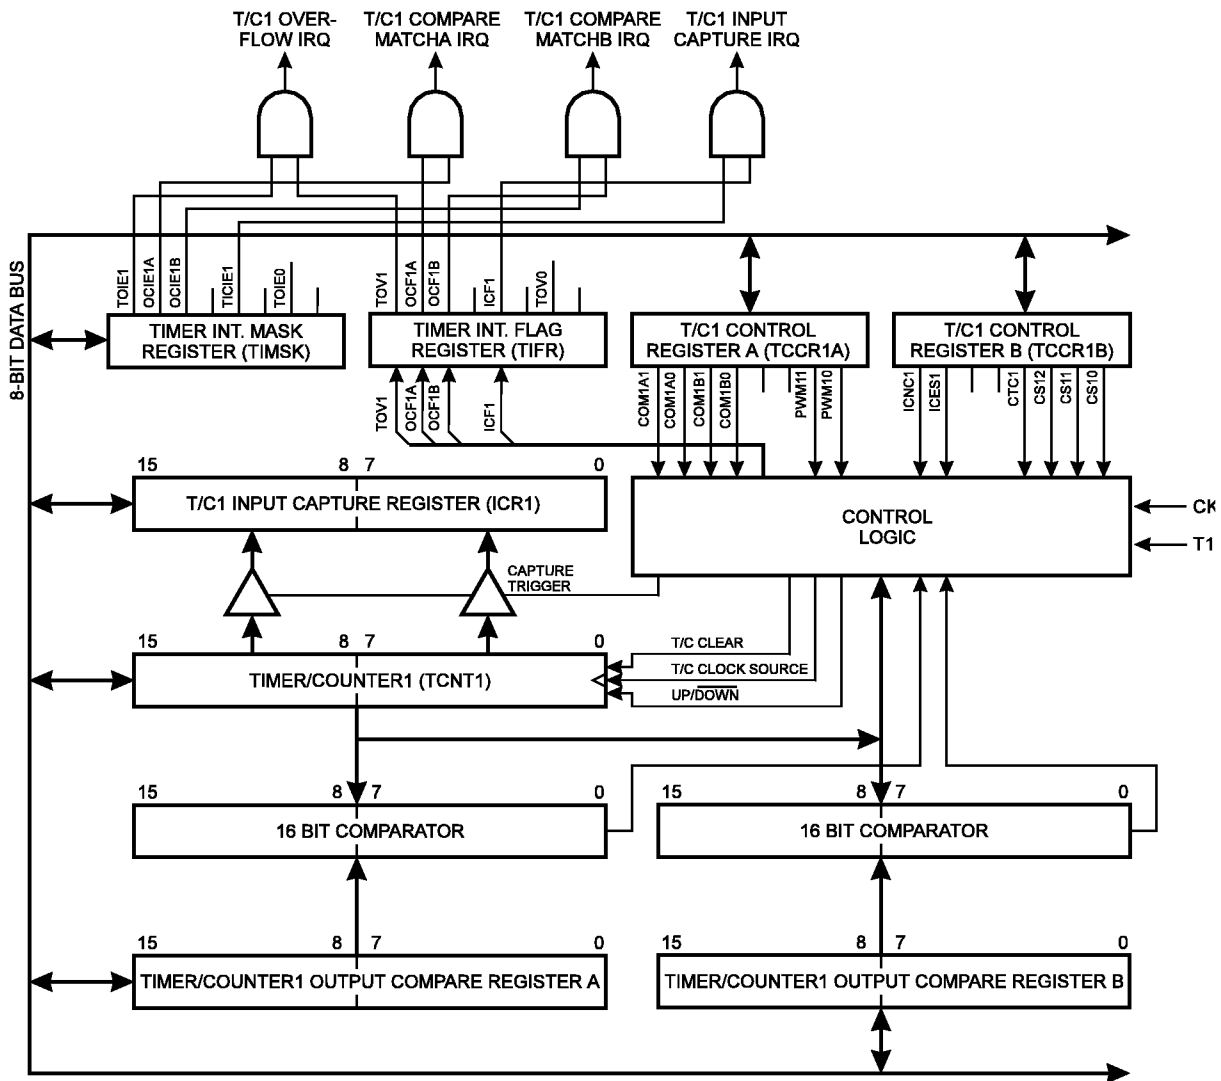 T/C1 OVER-
FLOW IRQ
T/C1 COMPARE
MATCHA IRQ
T/C1 COMPARE
MATCHB IRQ
T/C1 INPUT
CAPTURE IRQ
8-BIT DATA BUS
TOIE1
OCIE1A
OCIE1B
TICIE1
TOIE0
TOV1
OCF1A
OCF1B
ICF1
TOV0
TIMER INT. MASK
REGISTER (TIMSK)
TIMER INT. FLAG
REGISTER (TIFR)
T/C1 CONTROL
REGISTER A (TCCR1A)
T/C1 CONTROL
REGISTER B (TCCR1B)
TOV1
OCF1A
OCF1B
ICF1
COM1A1
COM1A0
COM1B1
COM1B0
PWM11
PWM10
ICNC1
ICES1
CTC1
CS12
CS11
CS10
15 8 7 0
T/C1 INPUT CAPTURE REGISTER (ICR1)
CONTROL
LOGIC
CK
T1
CAPTURE
TRIGGER
15 8 7 0
TIMER/COUNTER1 (TCNT1)
T/C CLEAR
T/C CLOCK SOURCE
UP/DOWN
15 8 7 0
16 BIT COMPARATOR
15 8 7 0
16 BIT COMPARATOR
15 8 7 0
TIMER/COUNTER1 OUTPUT COMPARE REGISTER A
15 8 7 0
TIMER/COUNTER1 OUTPUT COMPARE REGISTER B